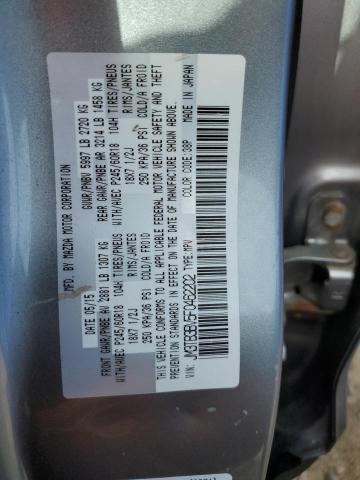 MFD. BY MAZDA MOTOR CORPORATION
DATE: 05/15 GVWR/PNBV 5997 LB 2720 KG
FRONT GAWR/PNBE AV 2881 LB 1307 KG REAR GAWR/PNBE AR 3214 LB 1458 KG
WITH/AVEC P245/60R18 104H TIRES/PNEUS WITH/AVEC P245/60R18 104H TIRES/PNEUS
18X7 1/2J RIMS/JANTES 18X7 1/2J RIMS/JANTES
250 KPA/36 PSI COLD/A FROID 250 KPA/36 PSI COLD/A FROID
THIS VEHICLE CONFORMS TO ALL APPLICABLE FEDERAL MOTOR VEHICLE SAFETY AND THEFT
PREVENTION STANDARDS IN EFFECT ON THE DATE OF MANUFACTURE SHOWN ABOVE.
VIN: JM3TB3BV5F0462202 TYPE: MPV COLOR CODE: 38P MADE IN JAPAN